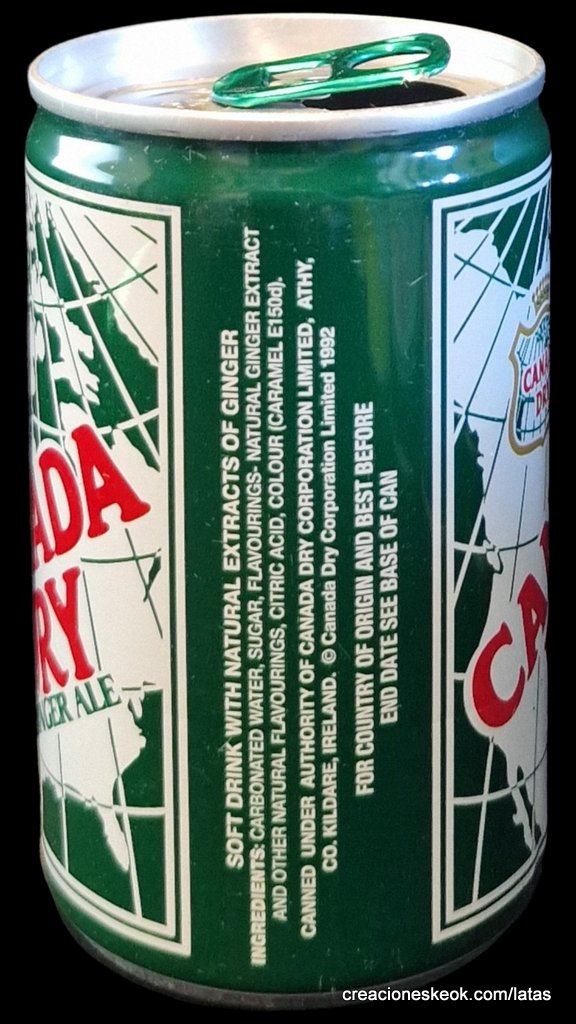 ADA
RY
NGER ALE
SOFT DRINK WITH NATURAL EXTRACTS OF GINGER
INGREDIENTS: CARBONATED WATER, SUGAR, FLAVOURINGS- NATURAL GINGER EXTRACT
AND OTHER NATURAL FLAVOURINGS, CITRIC ACID, COLOUR (CARAMEL E150d).
CANNED UNDER AUTHORITY OF CANADA DRY CORPORATION LIMITED, ATHY,
CO. KILDARE, IRELAND. © Canada Dry Corporation Limited 1992
FOR COUNTRY OF ORIGIN AND BEST BEFORE
END DATE SEE BASE OF CAN
CANA
DR
CA
creacioneskeok.com/latas